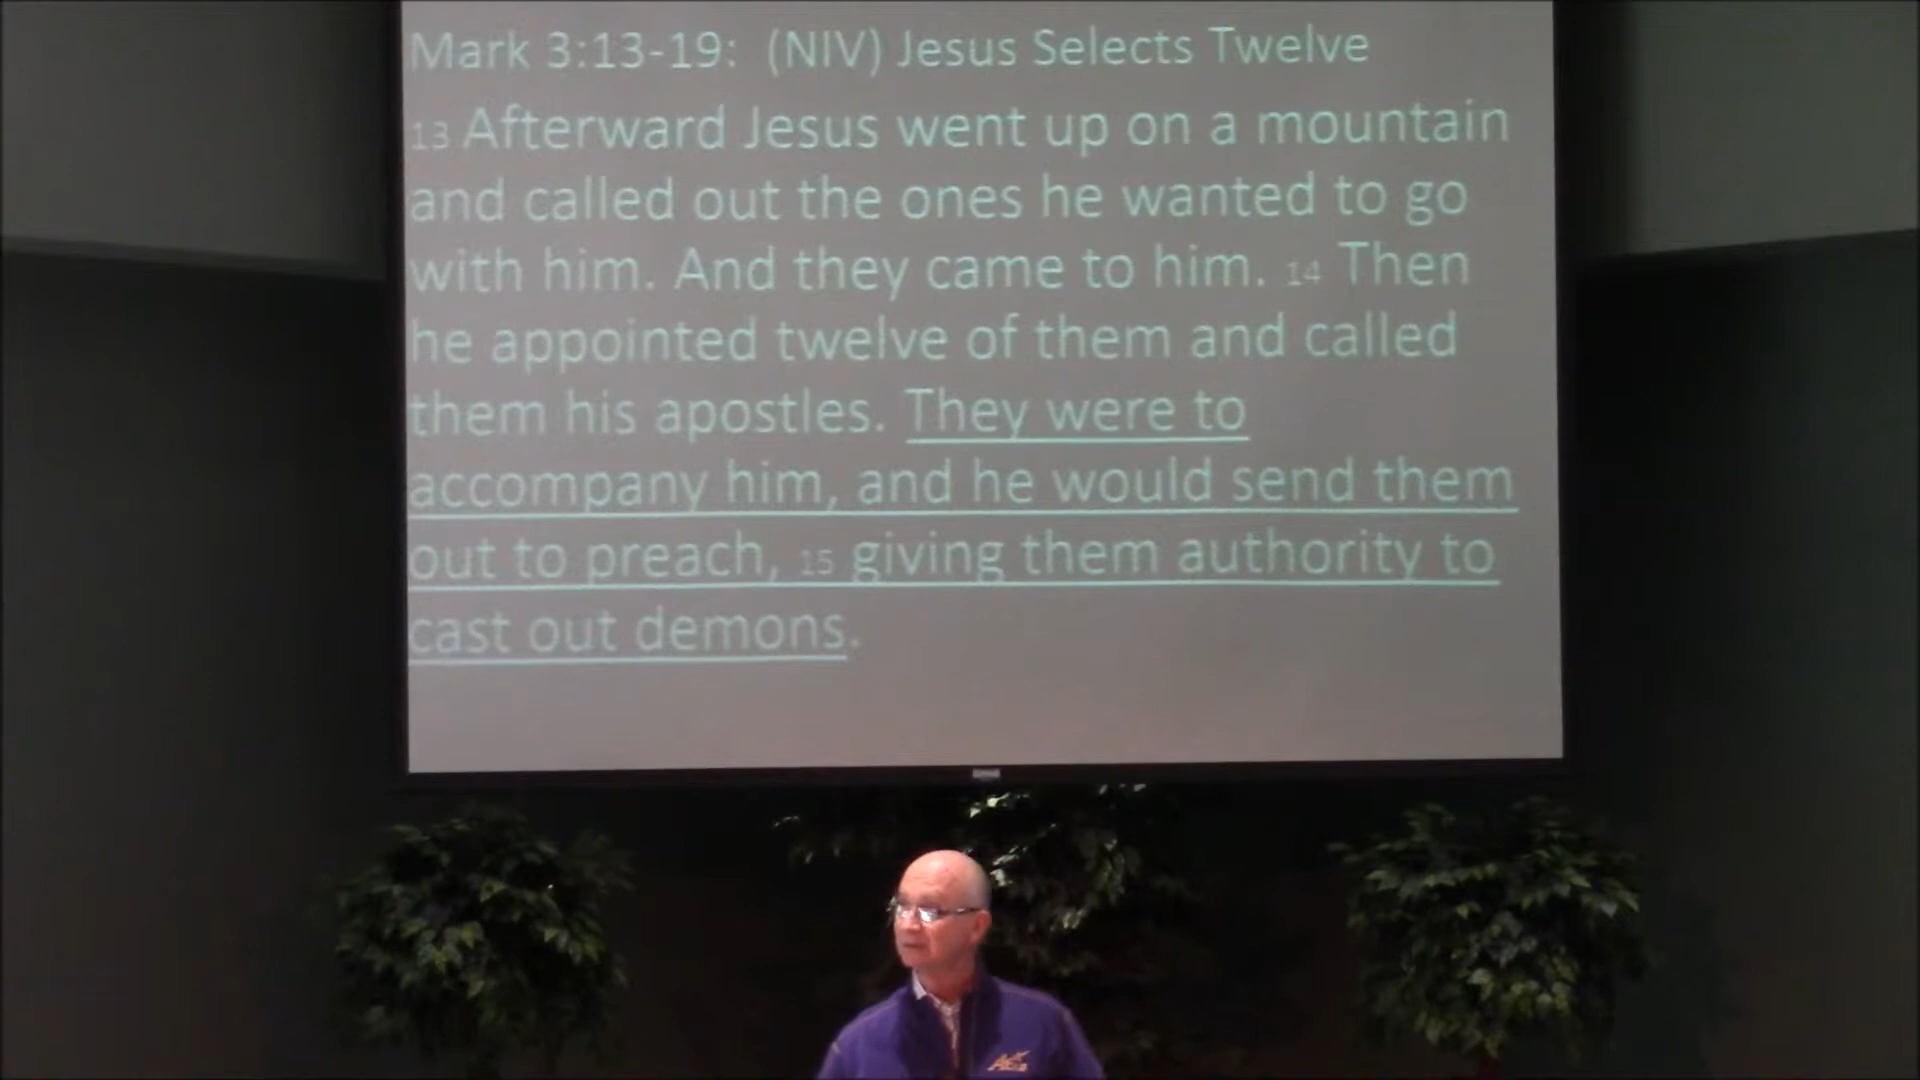 Mark 3:13-19: (NIV) Jesus Selects Twelve
13 Afterward Jesus went up on a mountain
and called out the ones he wanted to go
with him. And they came to him. 14 Then
he appointed twelve of them and called
them his apostles. They were to
accompany him, and he would send them
out to preach, 15 giving them authority to
cast out demons.